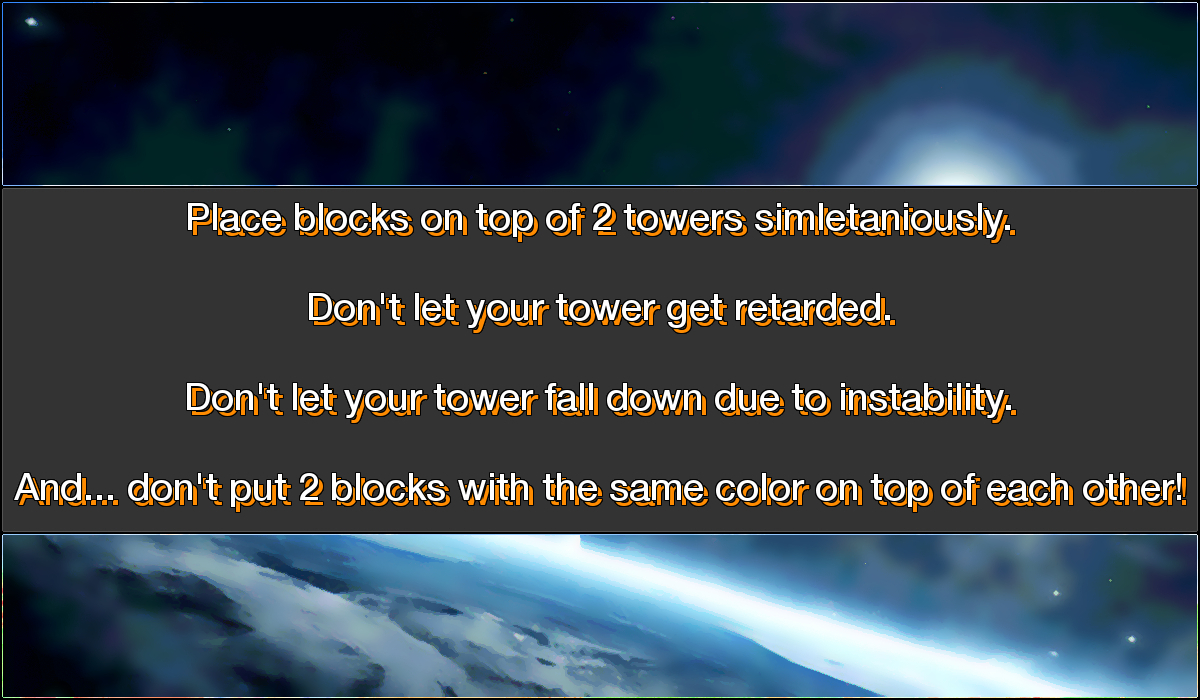 Place blocks on top of 2 towers simletaniously.
Don't let your tower get retarded.
Don't let your tower fall down due to instability.
And... don't put 2 blocks with the same color on top of each other!